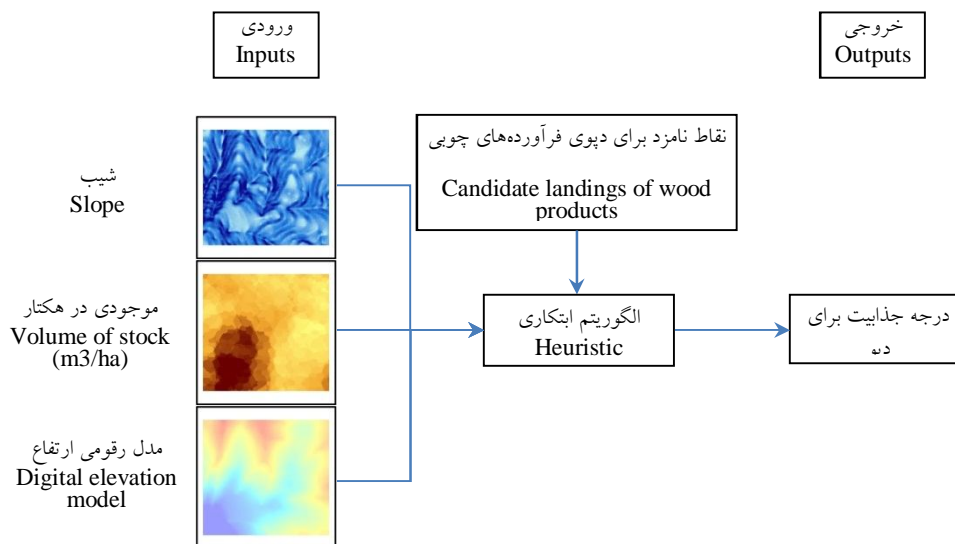 ورودی
Inputs
خروجی
Outputs
شیب
Slope
نقاط نامزد برای دپوی فرآورده‌های چوبی
Candidate landings of wood
products
موجودی در هکتار
Volume of stock
(m3/ha)
الگوریتم ابتکاری
Heuristic
درجه جذابیت برای
مدل رقومی ارتفاع
Digital elevation
model